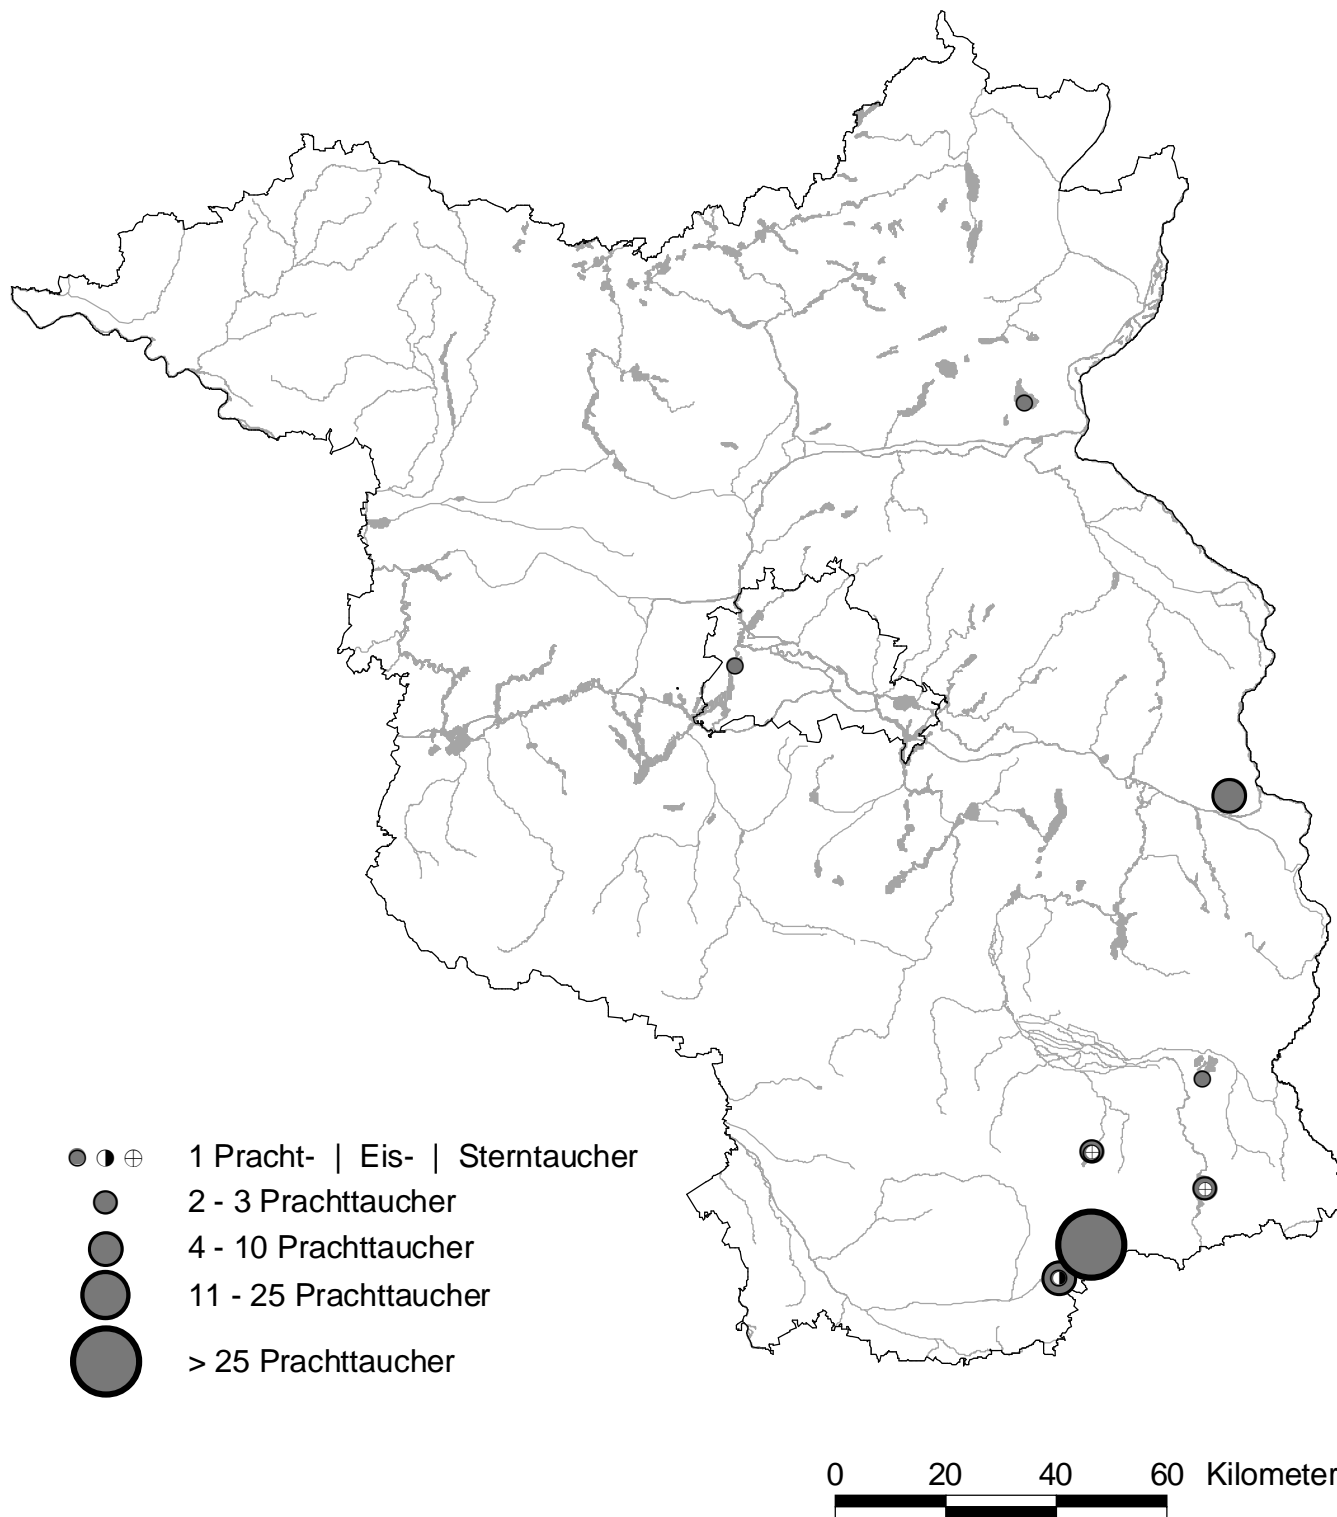 1 Pracht- | Eis- | Sterntaucher
2 - 3 Prachttaucher
4 - 10 Prachttaucher
11 - 25 Prachttaucher
> 25 Prachttaucher
0 20 40 60 Kilometer